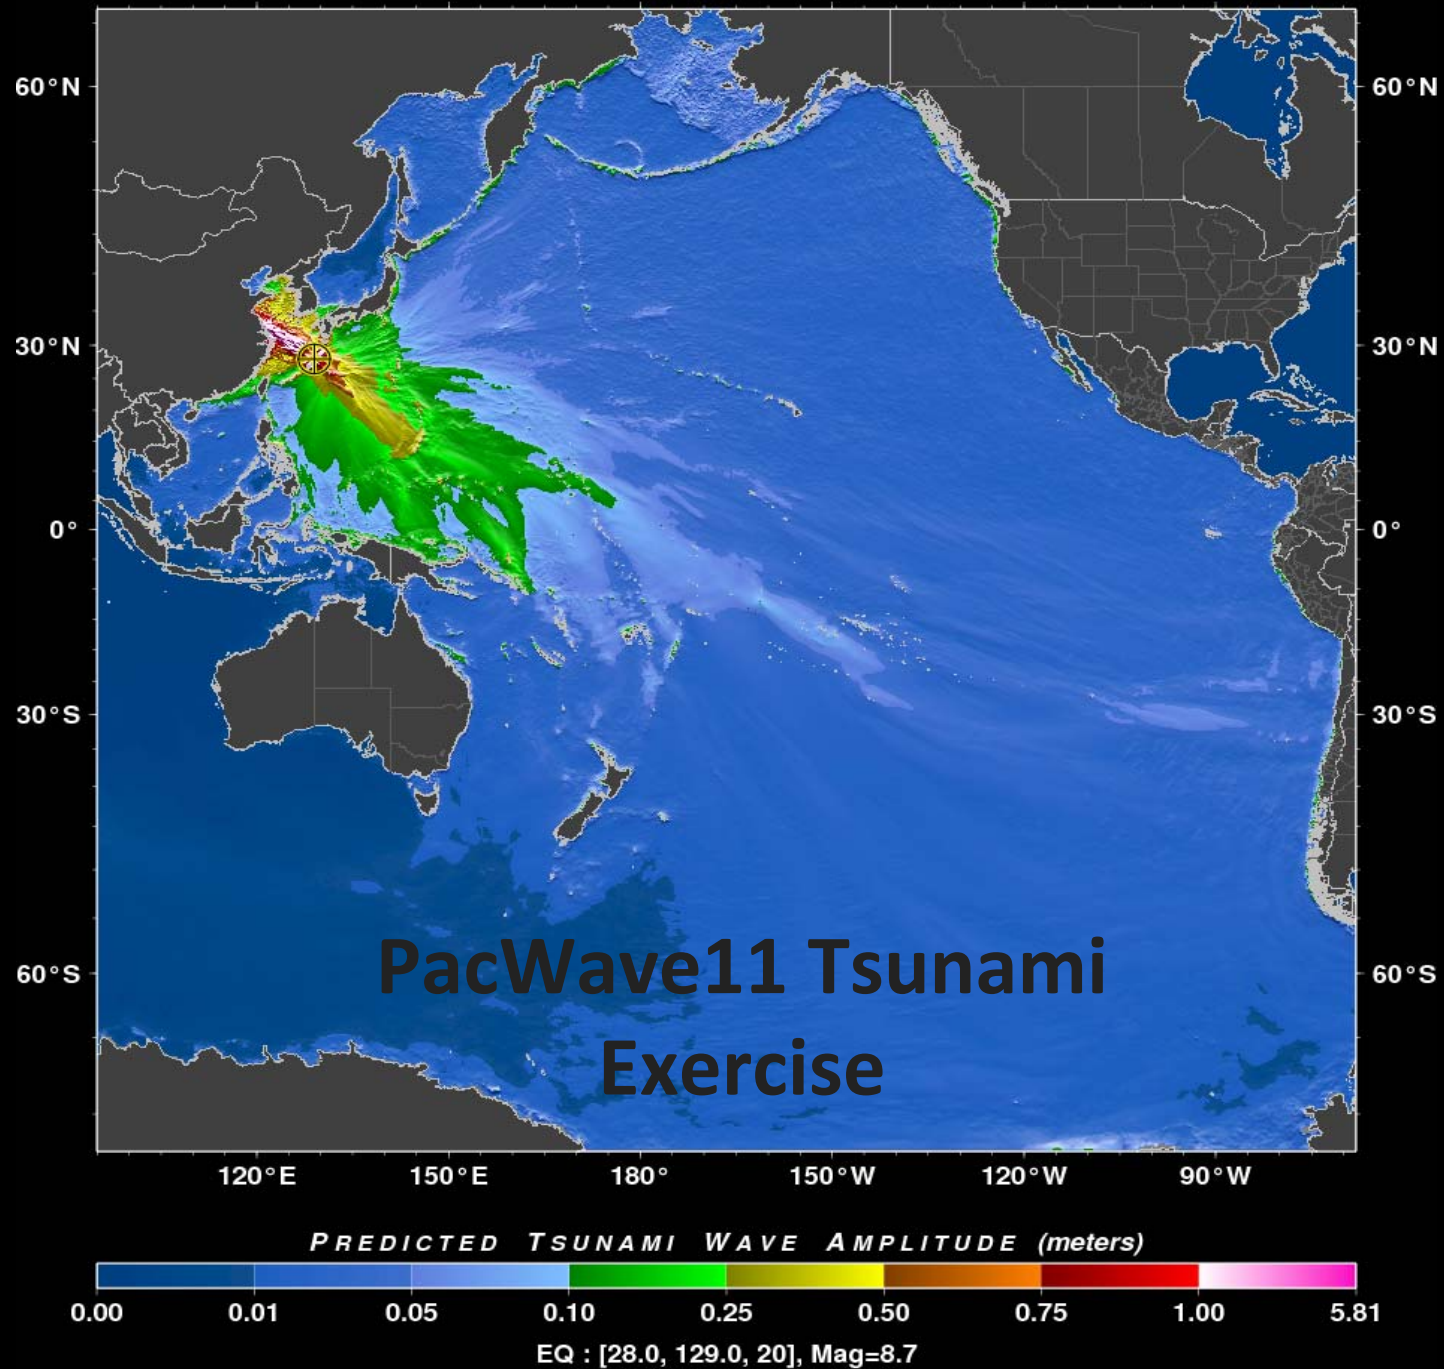 60°N 60°N
30°N 30°N
0° 0°
30°S 30°S
PacWave11 Tsunami
60°S 60°S
Exercise
120°E 150°E 180° 150°W 120°W 90°W
PREDICTED TSUNAMI WAVE AMPLITUDE (meters)
0.00 0.01 0.05 0.10 0.25 0.50 0.75 1.00 5.81
EQ : [28.0, 129.0, 20], Mag=8.7